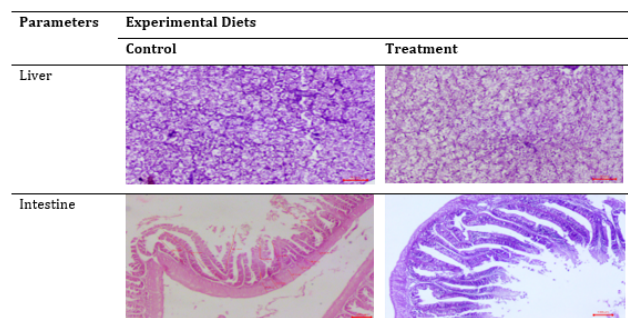 Parameters Experimental Diets
Control Treatment
Liver
Intestine